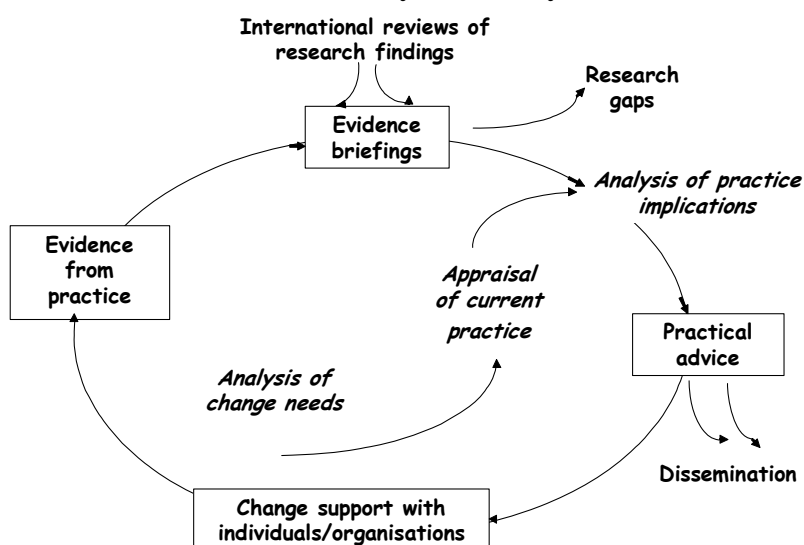 International reviews of
research findings
Research
gaps
Evidence
briefings
Analysis of practice
implications
Evidence
from
practice
Appraisal
of current
practice
Practical
advice
Analysis of
change needs
Dissemination
Change support with
individuals/organisations